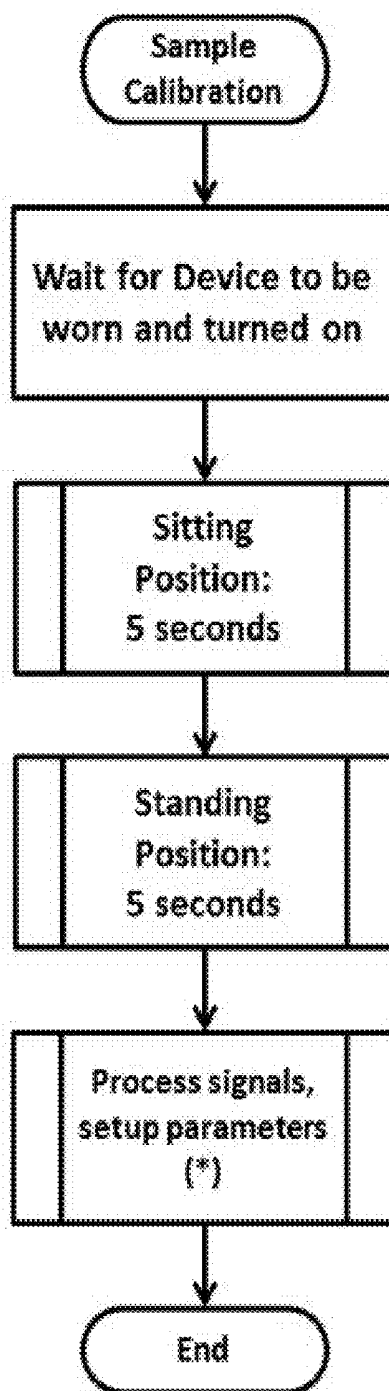 Sample
Calibration
Wait for Device to be
worn and turned on
Sitting
Position:
5 seconds
Standing
Position:
5 seconds
Process signals,
setup parameters
(*)
End